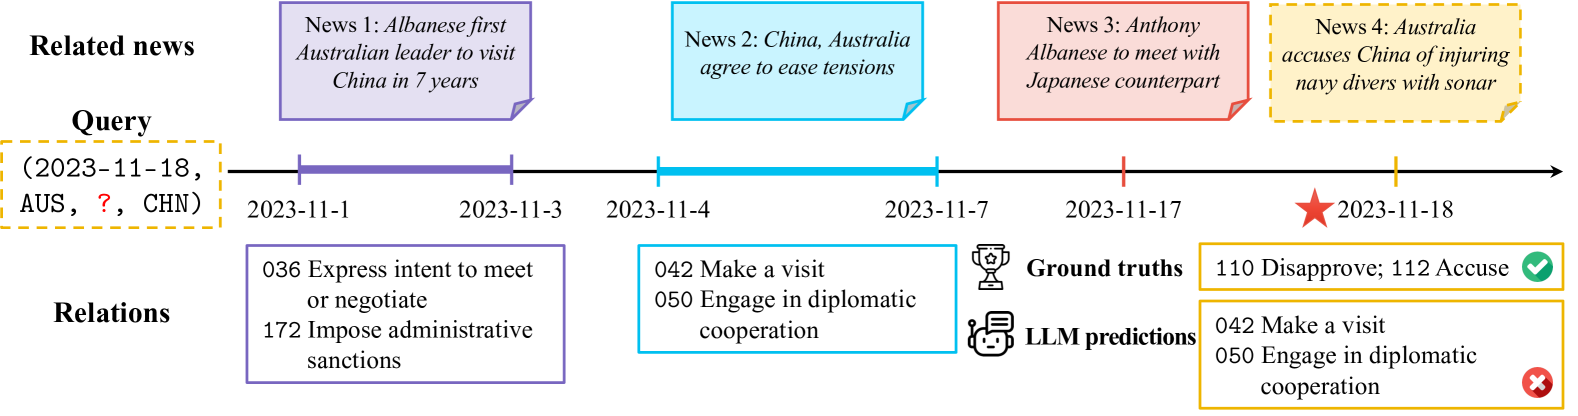 Related news
News 1: Albanese first
Australian leader to visit
China in 7 years
News 2: China, Australia
agree to ease tensions
News 3: Anthony
Albanese to meet with
Japanese counterpart
News 4: Australia
accuses China of injuring
navy divers with sonar
Query
(2023-11-18,
AUS, ?, CHN)
2023-11-1
2023-11-3
2023-11-4
2023-11-7
2023-11-17
2023-11-18
Relations
036 Express intent to meet
or negotiate
172 Impose administrative
sanctions
042 Make a visit
050 Engage in diplomatic
cooperation
Ground truths
110 Disapprove; 112 Accuse
LLM predictions
042 Make a visit
050 Engage in diplomatic
cooperation